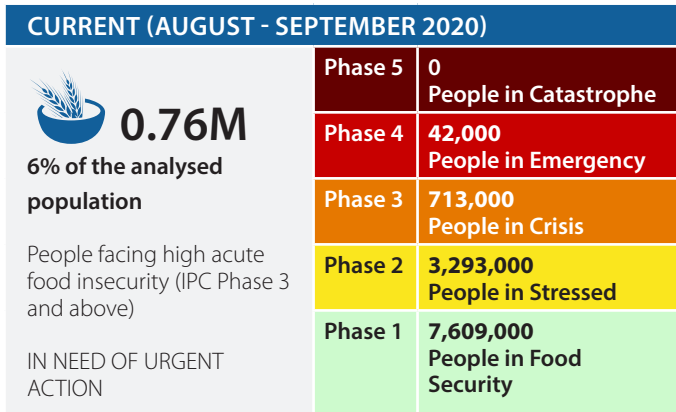 CURRENT (AUGUST - SEPTEMBER 2020)
0.76M
6% of the analysed
population
People facing high acute
food insecurity (IPC Phase 3
and above)
IN NEED OF URGENT
ACTION
Phase 5
0
People in Catastrophe
Phase 4
42,000
People in Emergency
Phase 3
713,000
People in Crisis
Phase 2
3,293,000
People in Stressed
Phase 1
7,609,000
People in Food
Security